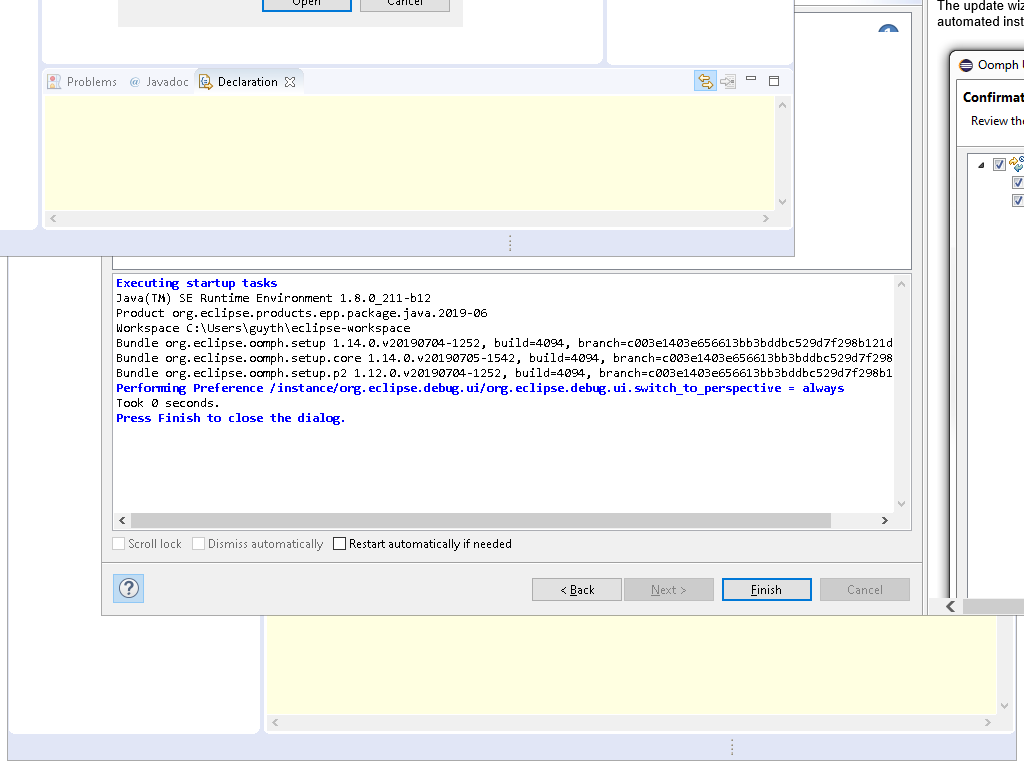 Open
Cancel
The update wiz
automated inst
Problems
@ Javadoc
Declaration
Oomph
Confirmat
Review the
Executing startup tasks
Java(TM) SE Runtime Environment 1.8.0_211-b12
Product org.eclipse.products.epp.package.java.2019-06
Workspace C:\Users\guyth\eclipse-workspace
Bundle org.eclipse.oomph.setup 1.14.0.v20190704-1252, build=4094, branch=c003e1403e656613bb3bddbc529d7f298b121d
Bundle org.eclipse.oomph.setup.core 1.14.0.v20190705-1542, build=4094, branch=c003e1403e656613bb3bddbc529d7f298
Bundle org.eclipse.oomph.setup.p2 1.12.0.v20190704-1252, build=4094, branch=c003e1403e656613bb3bddbc529d7f298b1
Performing Preference /instance/org.eclipse.debug.ui/org.eclipse.debug.ui.switch_to_perspective = always
Took 0 seconds.
Press Finish to close the dialog.
Scroll lock
Dismiss automatically
Restart automatically if needed
?
< Back
Next >
Finish
Cancel